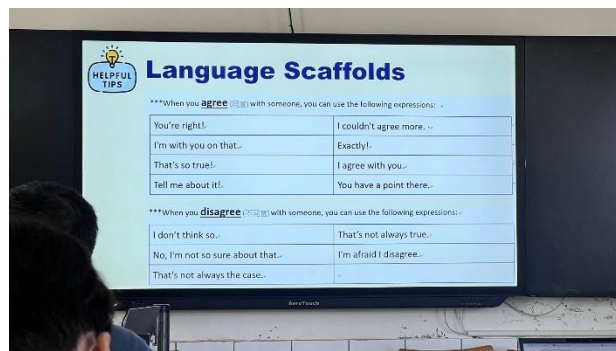 HELPFUL
TIPS
Language Scaffolds
***When you agree (同意) with someone, you can use the following expressions:
You're right!
I couldn't agree more.
I'm with you on that.
Exactly!
That's so true!
I agree with you.
Tell me about it!
You have a point there.
***When you disagree (不同意) with someone, you can use the following expressions:
I don't think so.
That's not always true.
No, I'm not so sure about that.
I'm afraid I disagree.
That's not always the case.
AeroTouch